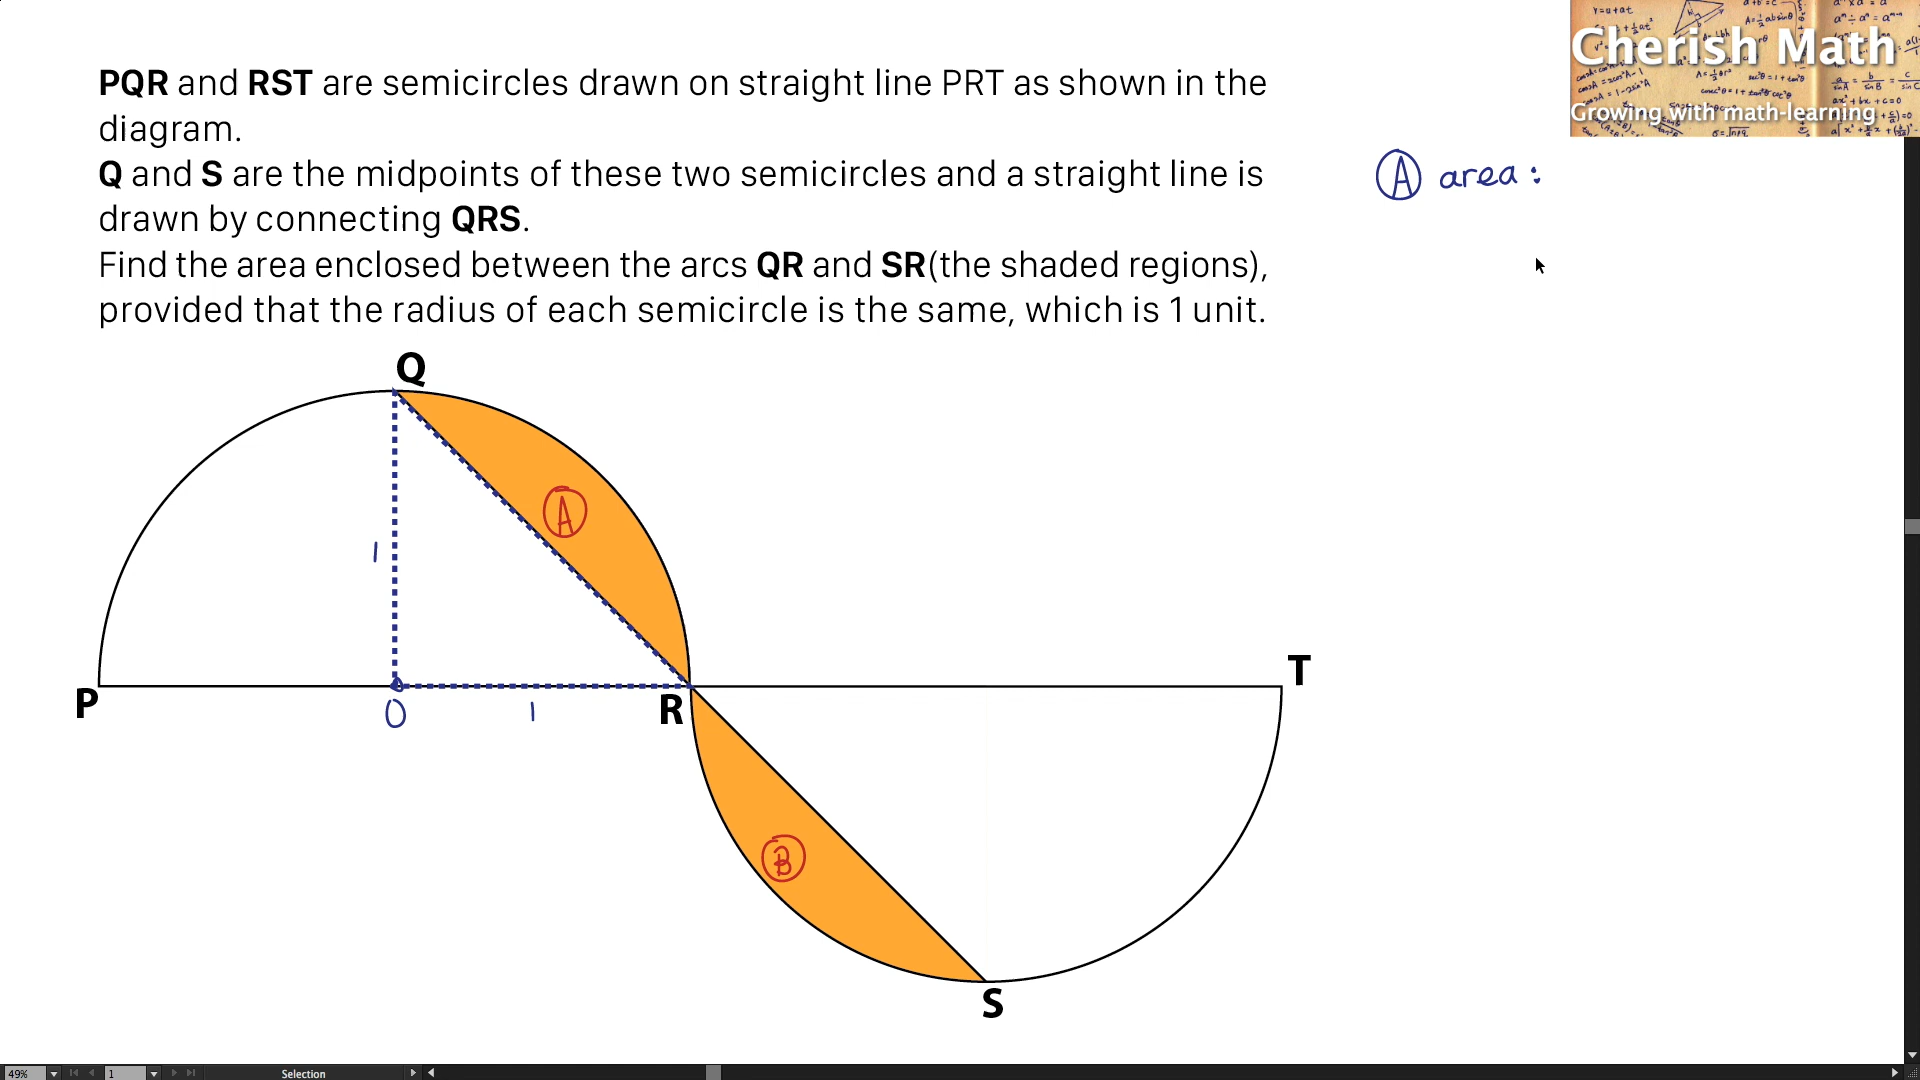 PQR and RST are semicircles drawn on straight line PRT as shown in the
diagram.
Q and S are the midpoints of these two semicircles and a straight line is
drawn by connecting QRS.
Find the area enclosed between the arcs QR and SR(the shaded regions),
provided that the radius of each semicircle is the same, which is 1 unit.
Cherish Math
Growing with math-learning
A area:
Q
A
1
P
O
1
R
T
B
S
49%
1
Selection